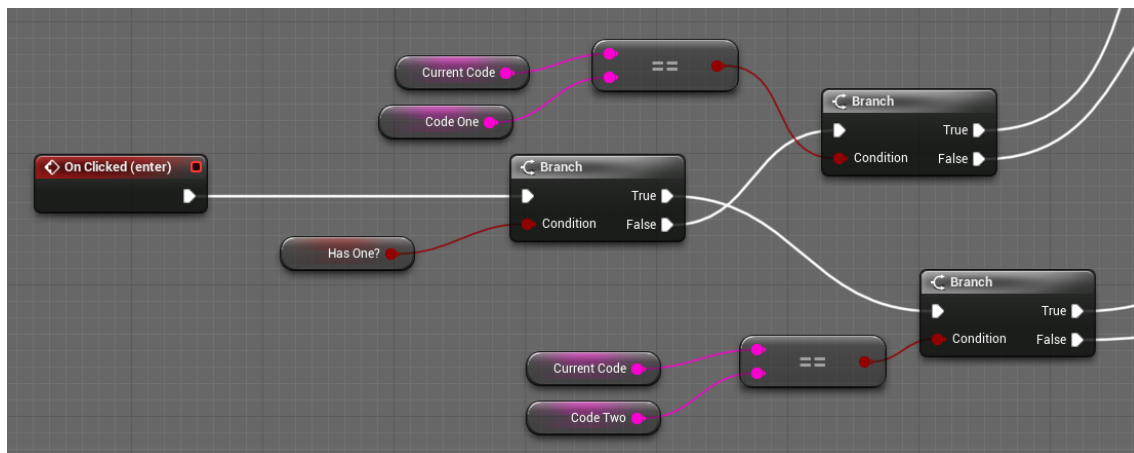 Current Code
==
Code One
Branch
True
Condition
False
On Clicked (enter)
Branch
True
Condition
False
Has One?
Branch
True
Condition
False
Current Code
==
Code Two